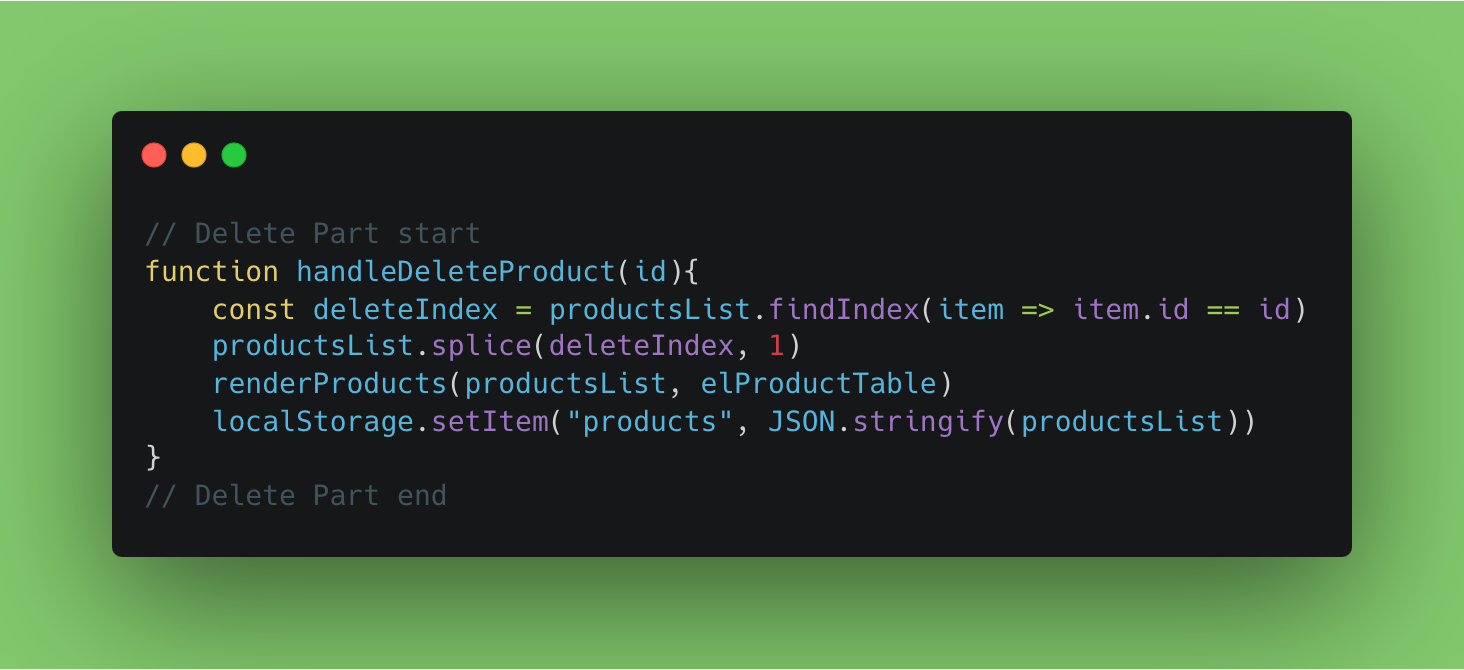 // Delete Part start
function handleDeleteProduct(id){
    const deleteIndex = productsList.findIndex(item => item.id == id)
    productsList.splice(deleteIndex, 1)
    renderProducts(productsList, elProductTable)
    localStorage.setItem("products", JSON.stringify(productsList))
}
// Delete Part end